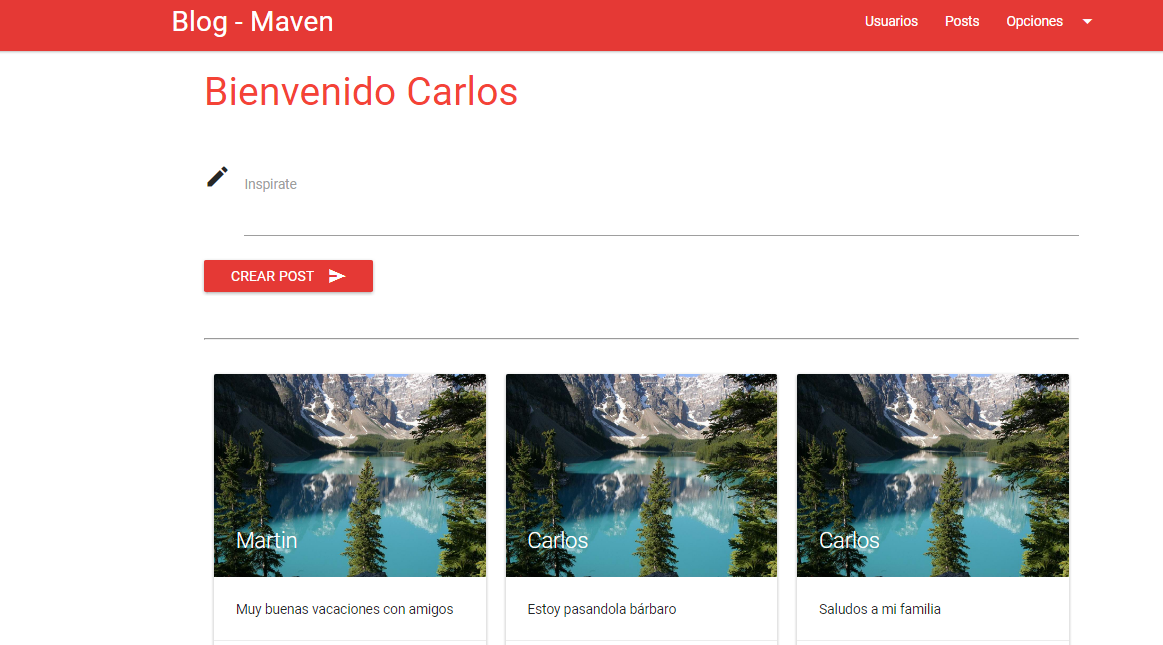 Blog - Maven
Usuarios Posts Opciones
Bienvenido Carlos
Inspirate
CREAR POST
Martin
Carlos
Carlos
Muy buenas vacaciones con amigos
Estoy pasandola bárbaro
Saludos a mi familia